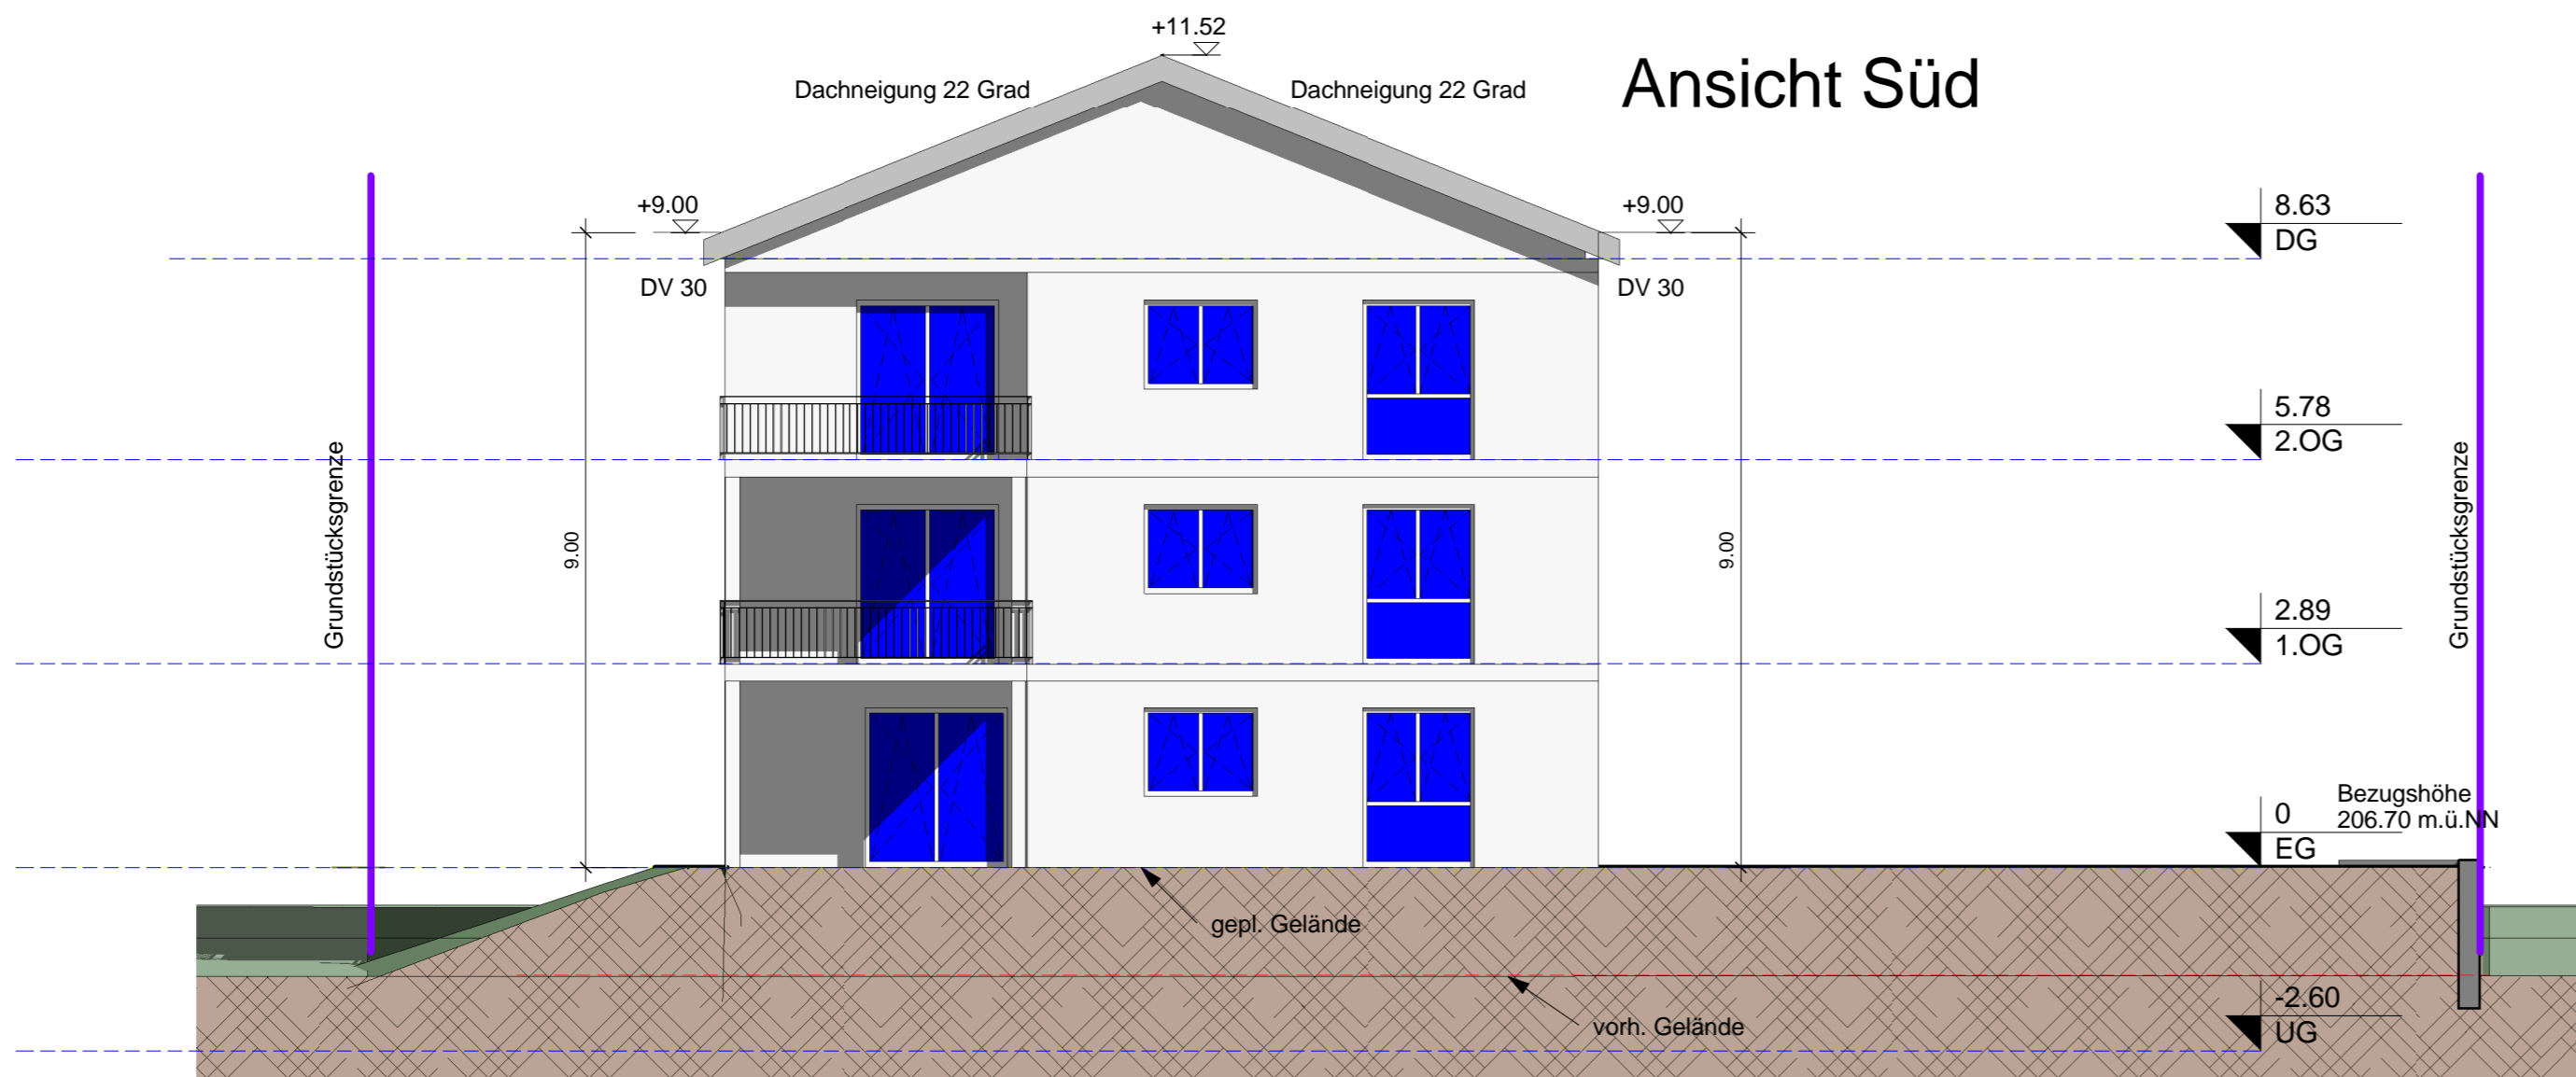 +11.52
Dachneigung 22 Grad
Dachneigung 22 Grad
Ansicht Süd
+9.00
+9.00
8.63
DG
DV 30
DV 30
5.78
2.OG
Grundstücksgrenze
9.00
9.00
Grundstücksgrenze
2.89
1.OG
Bezugshöhe
206.70 m.ü.NN
0
EG
gepl. Gelände
-2.60
UG
vorh. Gelände